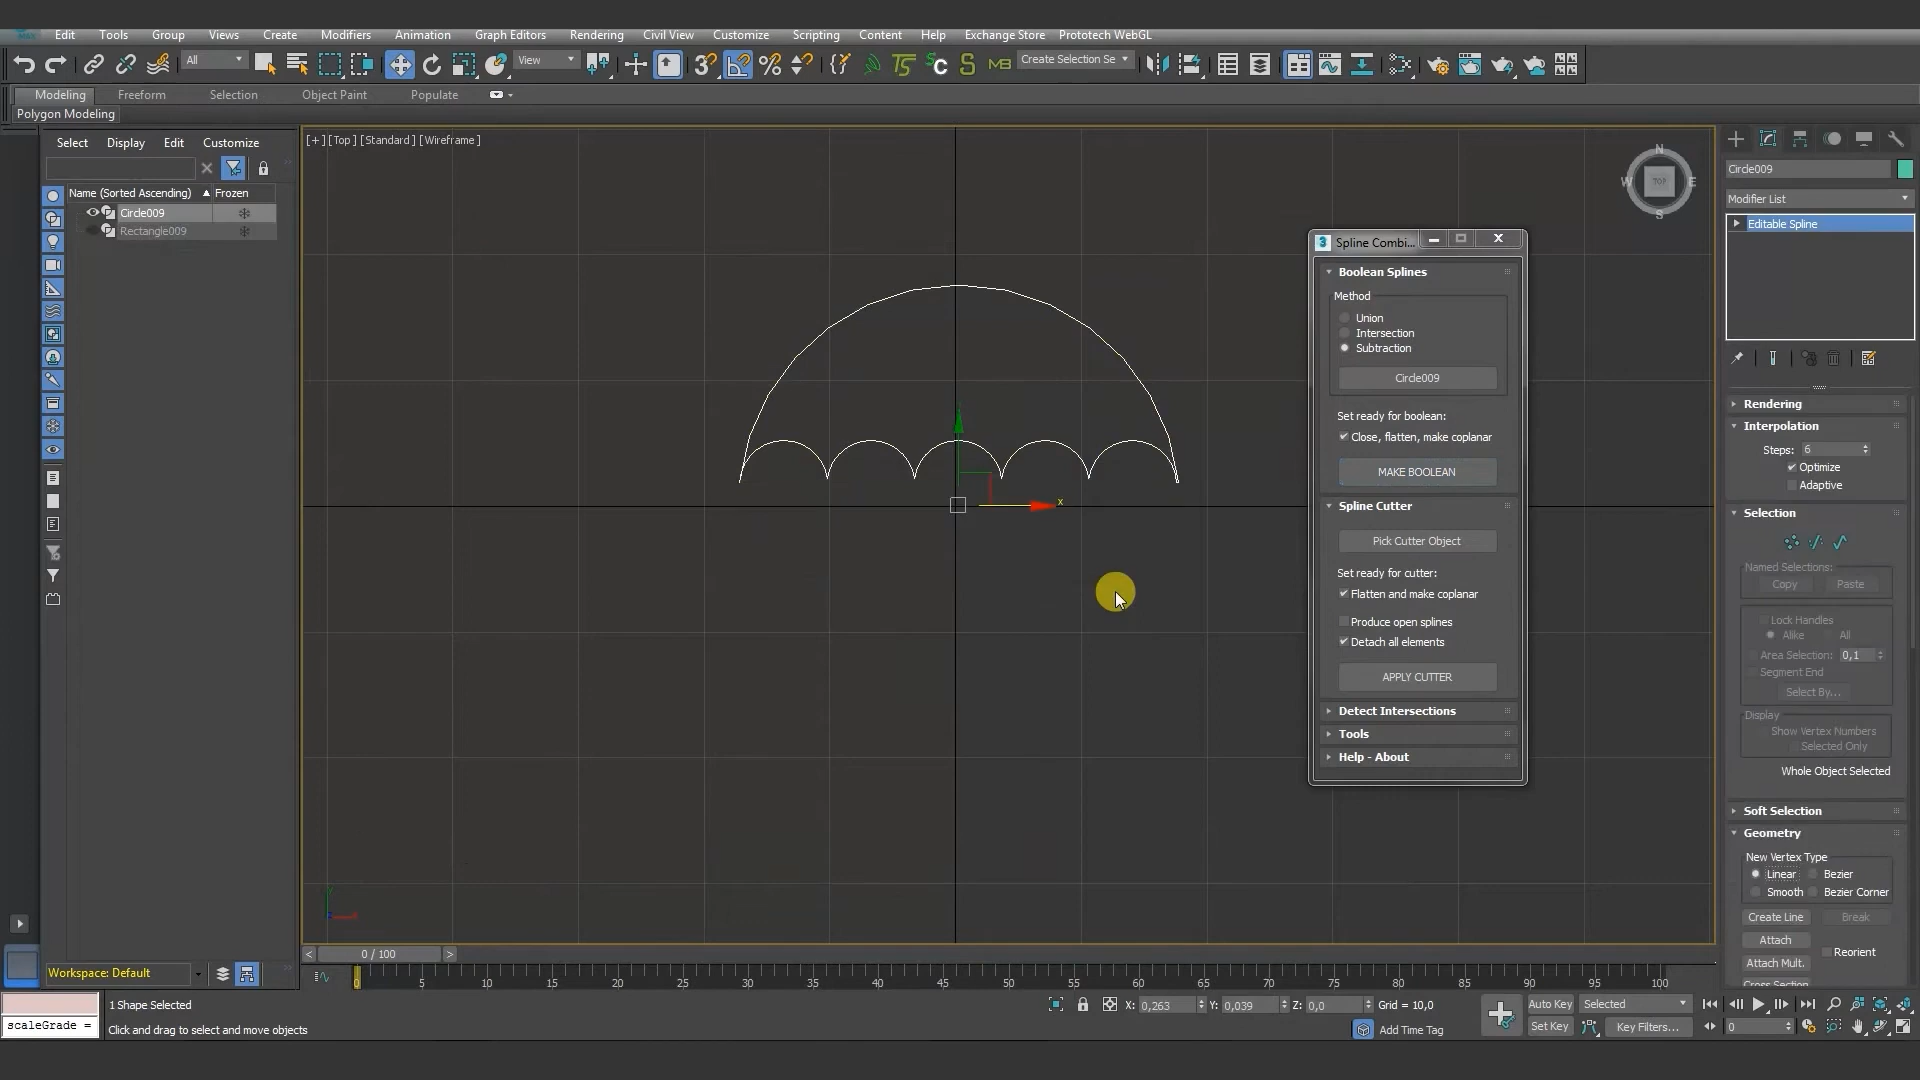 Edit Tools Group Views Create Modifiers Animation Graph Editors Rendering Civil View Customize Scripting Content Help Exchange Store Prototech WebGL
All View 3 Create Selection Se
Modeling Freeform Selection Object Paint Populate
Polygon Modeling
Select Display Edit Customize
Name (Sorted Ascending) Frozen
Circle009
Rectangle009
[+] [Top] [Standard] [Wireframe]
N
W TOP E
S
x
Spline Combi...
Boolean Splines
Method
Union
Intersection
Subtraction
Circle009
Set ready for boolean:
Close, flatten, make coplanar
MAKE BOOLEAN
Spline Cutter
Pick Cutter Object
Set ready for cutter:
Flatten and make coplanar
Produce open splines
Detach all elements
APPLY CUTTER
Detect Intersections
Tools
Help - About
Circle009
Modifier List
Editable Spline
Rendering
Interpolation
Steps: 6
Optimize
Adaptive
Selection
Named Selections:
Copy Paste
Lock Handles
Alike All
Area Selection: 0,1
Segment End
Select By...
Display
Show Vertex Numbers
Selected Only
Whole Object Selected
Soft Selection
Geometry
New Vertex Type
Linear Bezier
Smooth Bezier Corner
Create Line Break
Attach
Reorient
Attach Mult.
Cross Section
Workspace: Default
< 0 / 100 >
0 5 10 15 20 25 30 35 40 45 50 55 60 65 70 75 80 85 90 95 100
1 Shape Selected
X: 0,263 Y: 0,039 Z: 0,0 Grid = 10,0
Auto Key Selected
scaleGrade =
Click and drag to select and move objects
Add Time Tag
Set Key Key Filters... 0